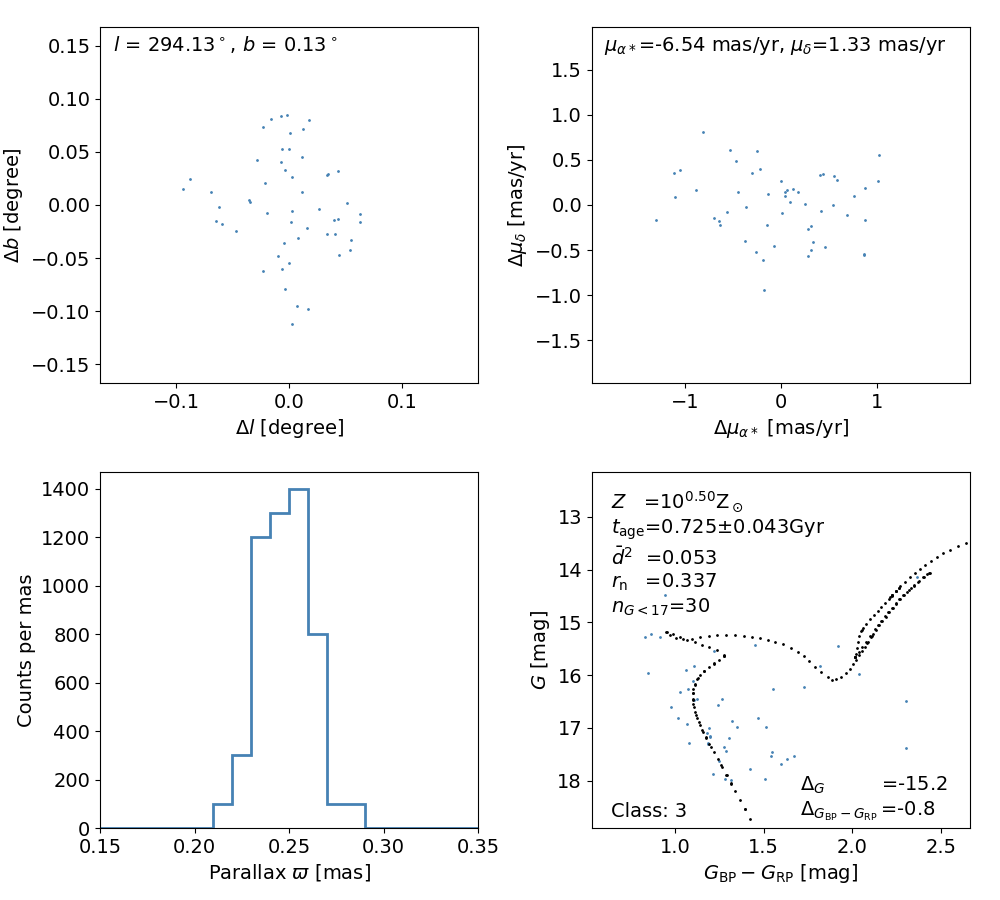 l = 294.13°, b = 0.13°
0.15
0.10
0.05
0.00
−0.05
−0.10
−0.15
Δb [degree]
−0.1
0.0
0.1
Δl [degree]
μα∗=-6.54 mas/yr, μδ=1.33 mas/yr
1.5
1.0
0.5
0.0
−0.5
−1.0
−1.5
Δμδ [mas/yr]
−1
0
1
Δμα∗ [mas/yr]
1400
1200
1000
800
600
400
200
0
Counts per mas
0.15
0.20
0.25
0.30
0.35
Parallax ϖ [mas]
Z =10^0.50 Z⊙
t_age=0.725±0.043Gyr
d̄² =0.053
r_n =0.337
n_G<17=30
13
14
15
16
17
18
G [mag]
Δ_G =-15.2
Δ_GBP−GRP =-0.8
Class: 3
1.0
1.5
2.0
2.5
G_BP − G_RP [mag]